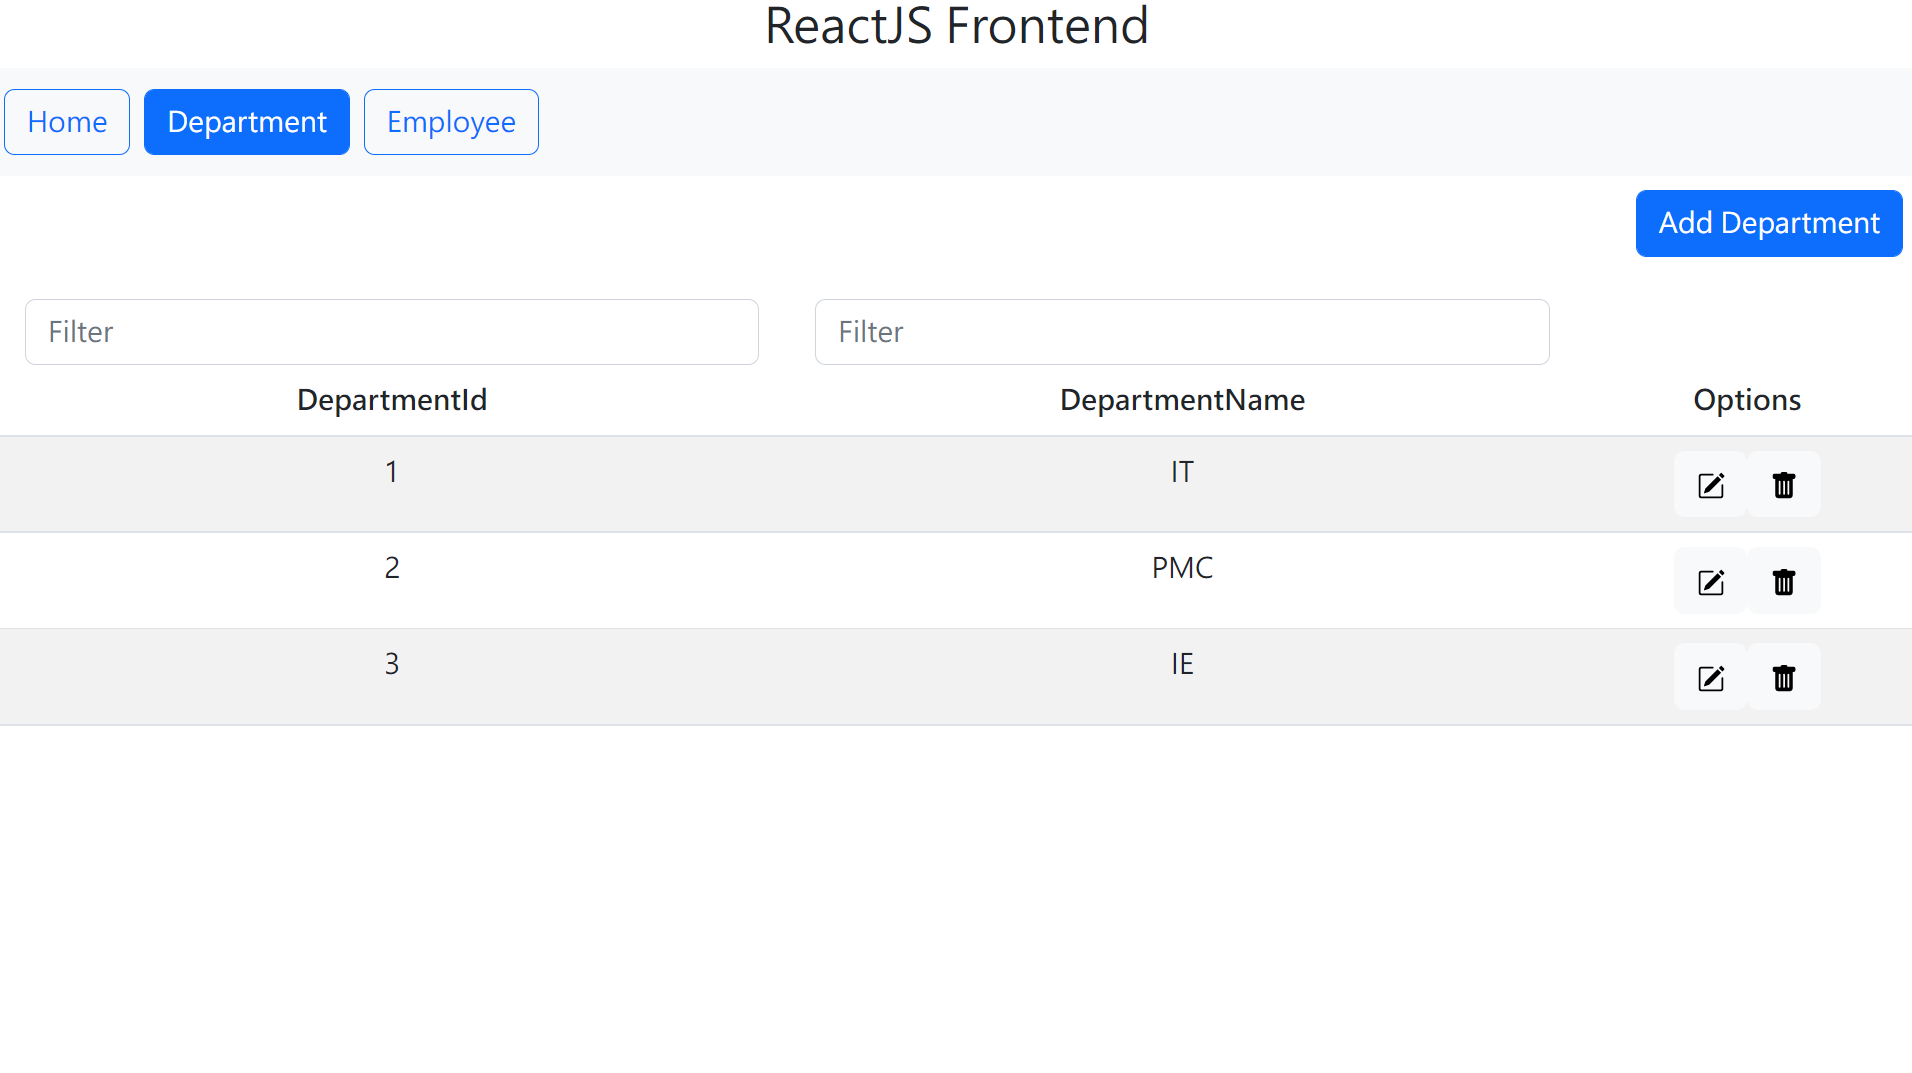 ReactJS Frontend
Home Department Employee
Add Department
Filter Filter
DepartmentId DepartmentName Options
1 IT
2 PMC
3 IE